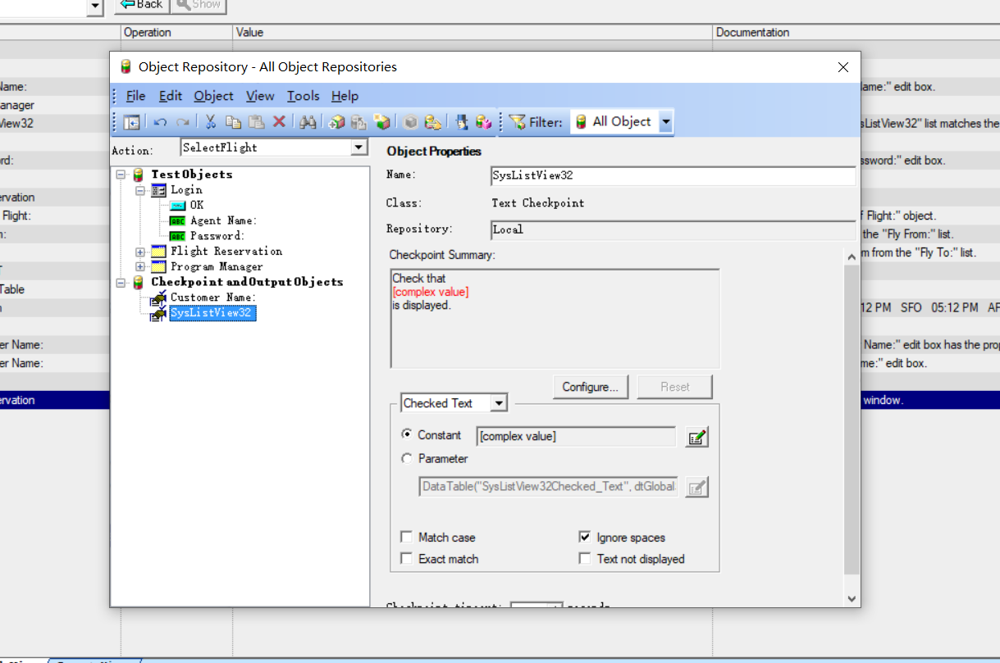 Back Show
Operation Value Documentation
Object Repository - All Object Repositories
File Edit Object View Tools Help
Filter: All Object
Action: SelectFlight
Test Objects
Login
OK
Agent Name:
Password:
Flight Reservation
Program Manager
Checkpoint and Output Objects
Customer Name:
SysListView32
Object Properties
Name: SysListView32
Class: Text Checkpoint
Repository: Local
Checkpoint Summary:
Check that
[complex value]
is displayed.
Configure... Reset
Checked Text
Constant [complex value]
Parameter
DataTable("SysListView32Checked_Text", dtGlobal
Match case Ignore spaces
Exact match Text not displayed
Checkpoint timeout: seconds
Name:
anager
View32
rd:
ervation
Flight:
n:
T
Table
n
er Name:
er Name:
ervation
ame:" edit box.
sListView32" list matches the
ssword:" edit box.
f Flight:" object.
the "Fly From:" list.
m from the "Fly To:" list.
12 PM SFO 05:12 PM AF
Name:" edit box has the prop
me:" edit box.
window.